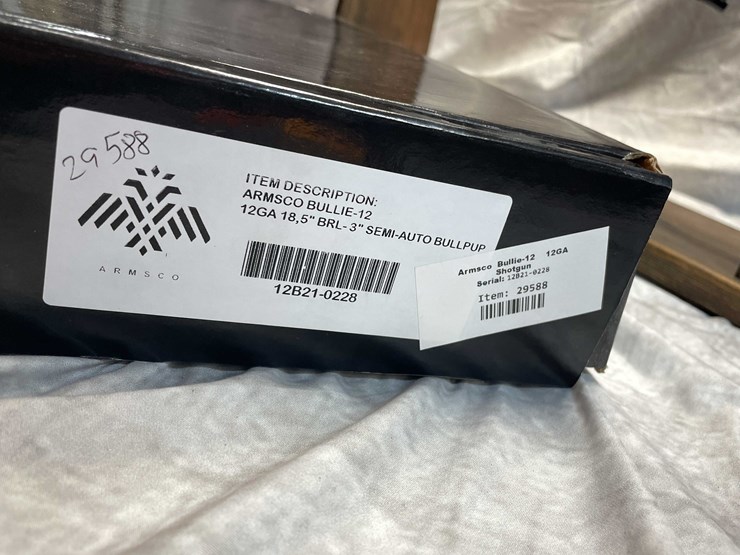 29588
ARMSCO
ITEM DESCRIPTION:
ARMSCO BULLIE-12
12GA 18,5" BRL- 3" SEMI-AUTO BULLPUP
12B21-0228
Armsco Bullie-12 12GA
Shotgun
Serial: 12B21-0228
Item: 29588